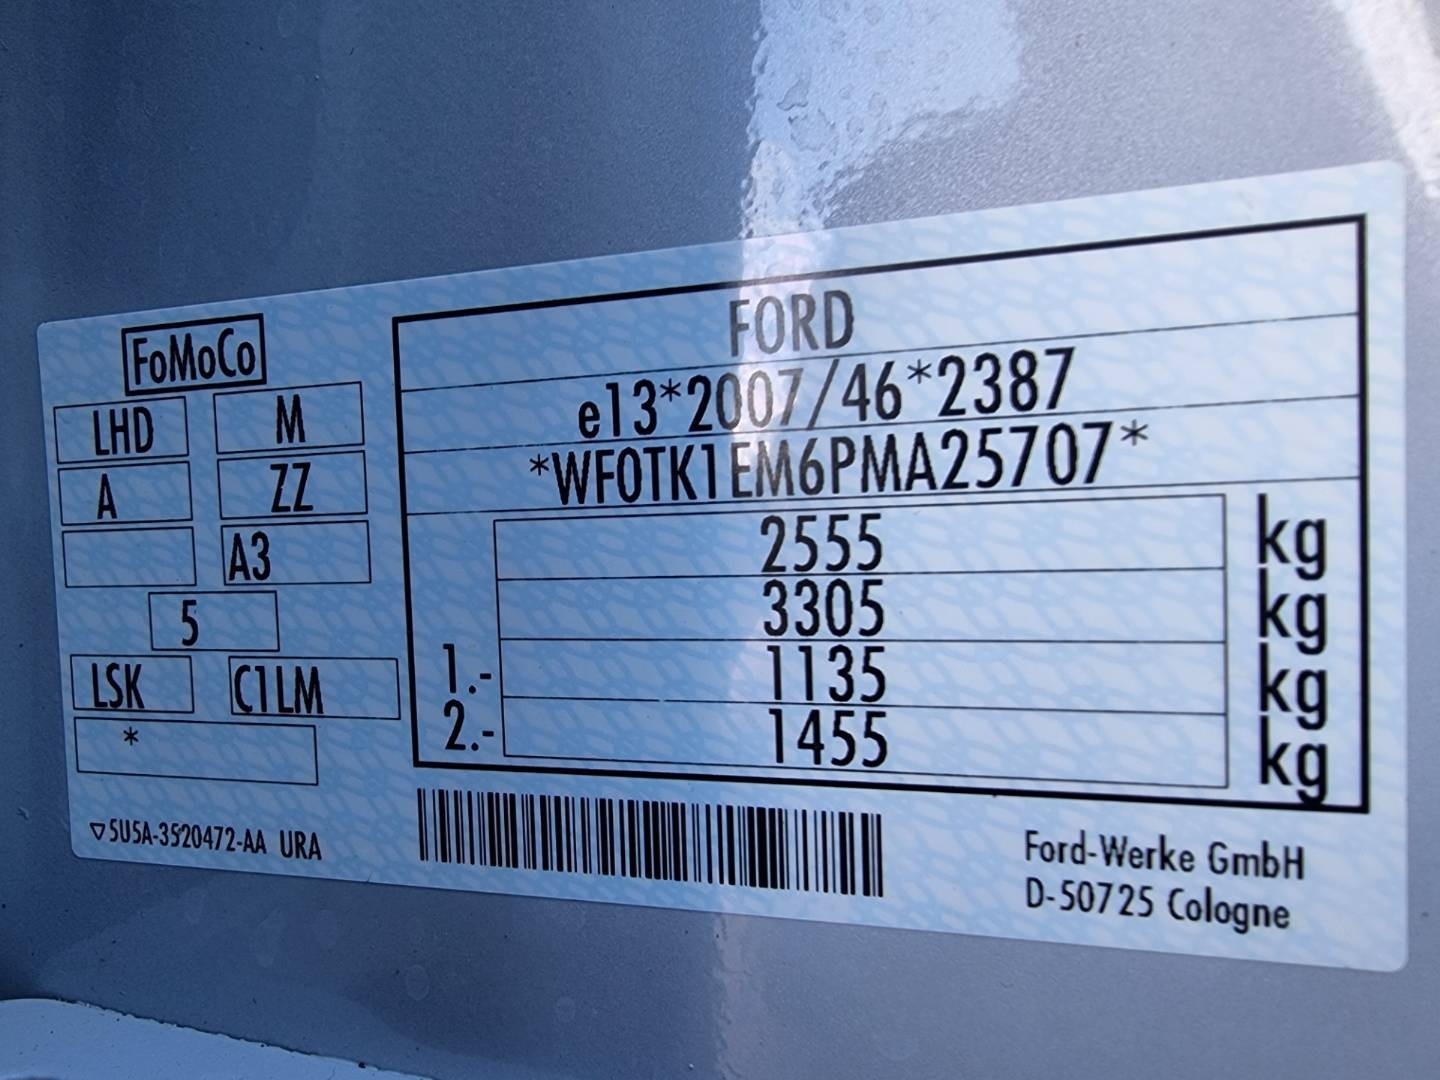 FoMoCo
LHD M
A ZZ
A3
5
LSK C1LM
*
5U5A-3520472-AA URA
FORD
e13*2007/46*2387
*WF0TK1EM6PMA25707*
2555 kg
3305 kg
1.- 1135 kg
2.- 1455 kg
Ford-Werke GmbH
D-50725 Cologne